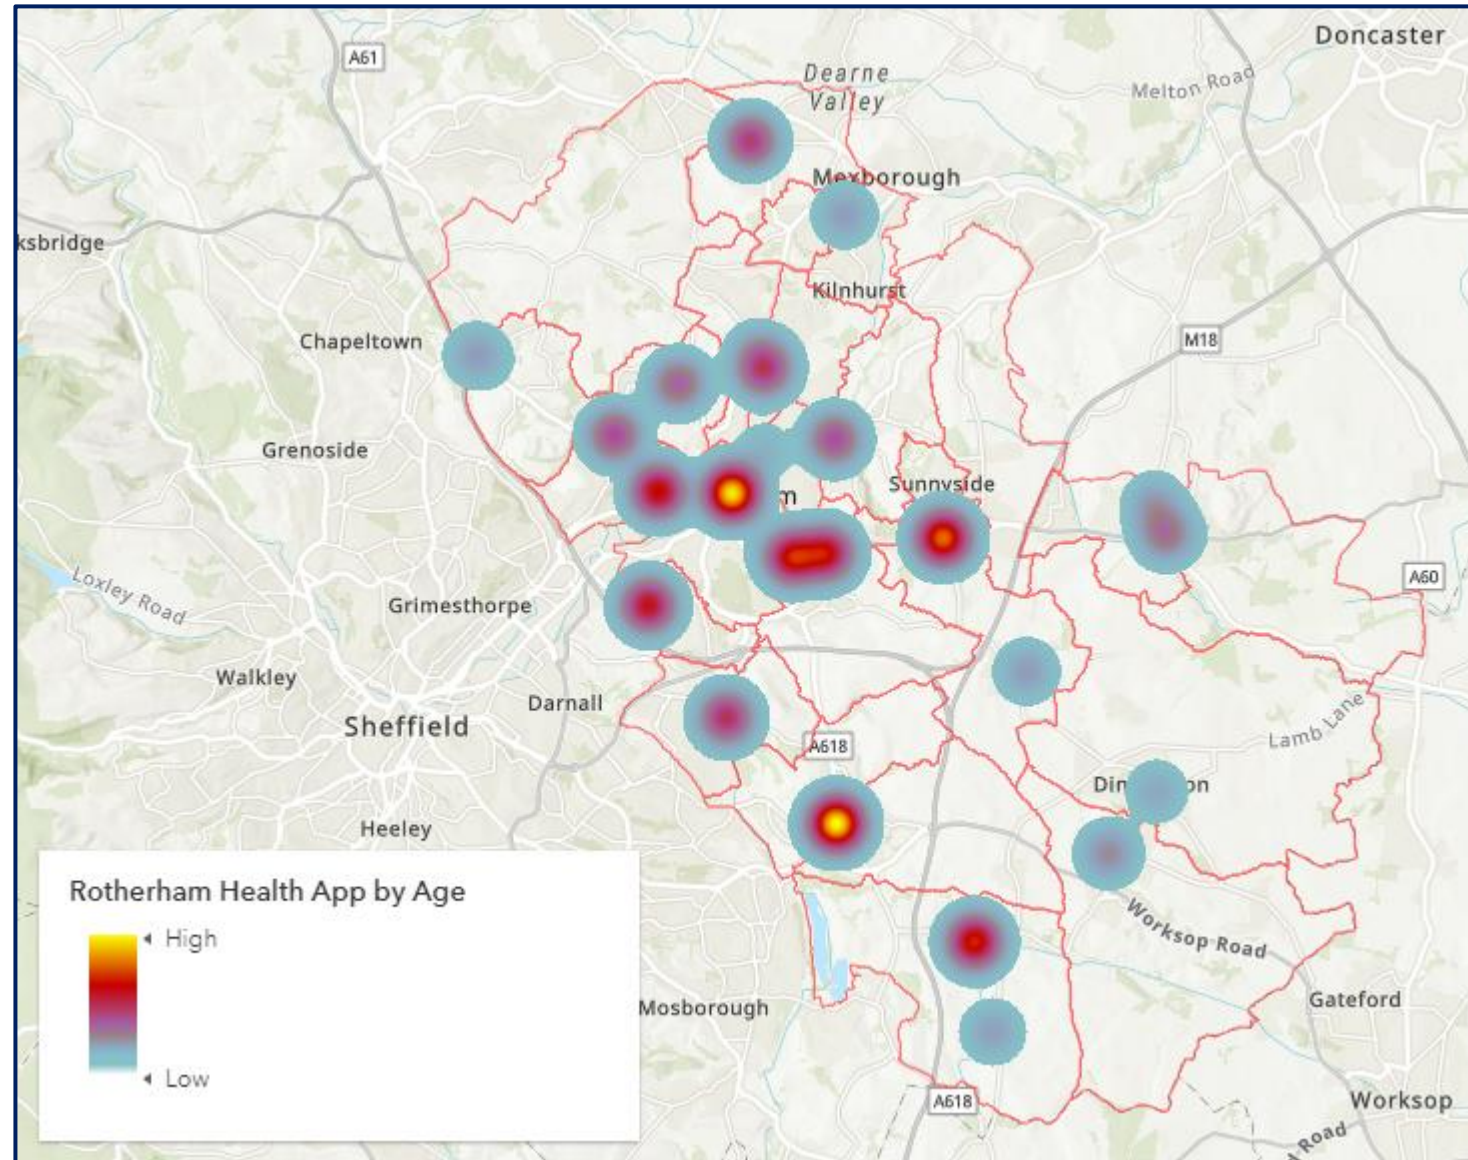 Doncaster
A61
Dearne
Valley
Melton Road
Mexborough
ksbridge
Kilnhurst
Chapeltown
M18
Grenoside
Sunnyside
m
Loxley Road
Grimesthorpe
A60
Walkley
Darnall
Sheffield
Lamb Lane
A618
Din on
Heeley
Rotherham Health App by Age
High
Low
Worksop Road
Mosborough
Gateford
A618
Worksop
Road